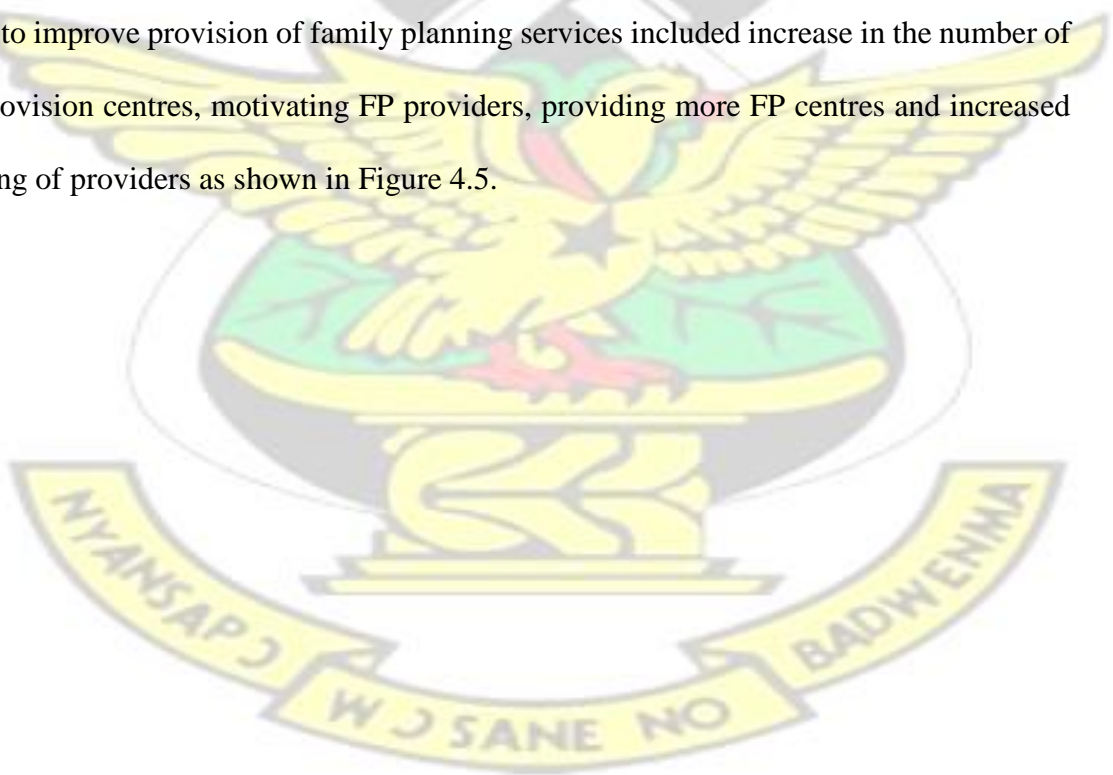 to improve provision of family planning services included increase in the number of
ovision centres, motivating FP providers, providing more FP centres and increased
ng of providers as shown in Figure 4.5.
NYANSAPƆ
WƆSANE NO
BADWENMA